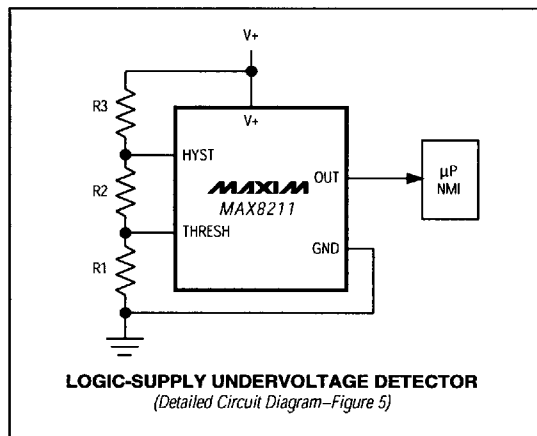 V+
R3
V+
HYST
OUT
µP
NMI
R2
MAXIM
MAX8211
THRESH
GND
R1
LOGIC-SUPPLY UNDERVOLTAGE DETECTOR
(Detailed Circuit Diagram–Figure 5)